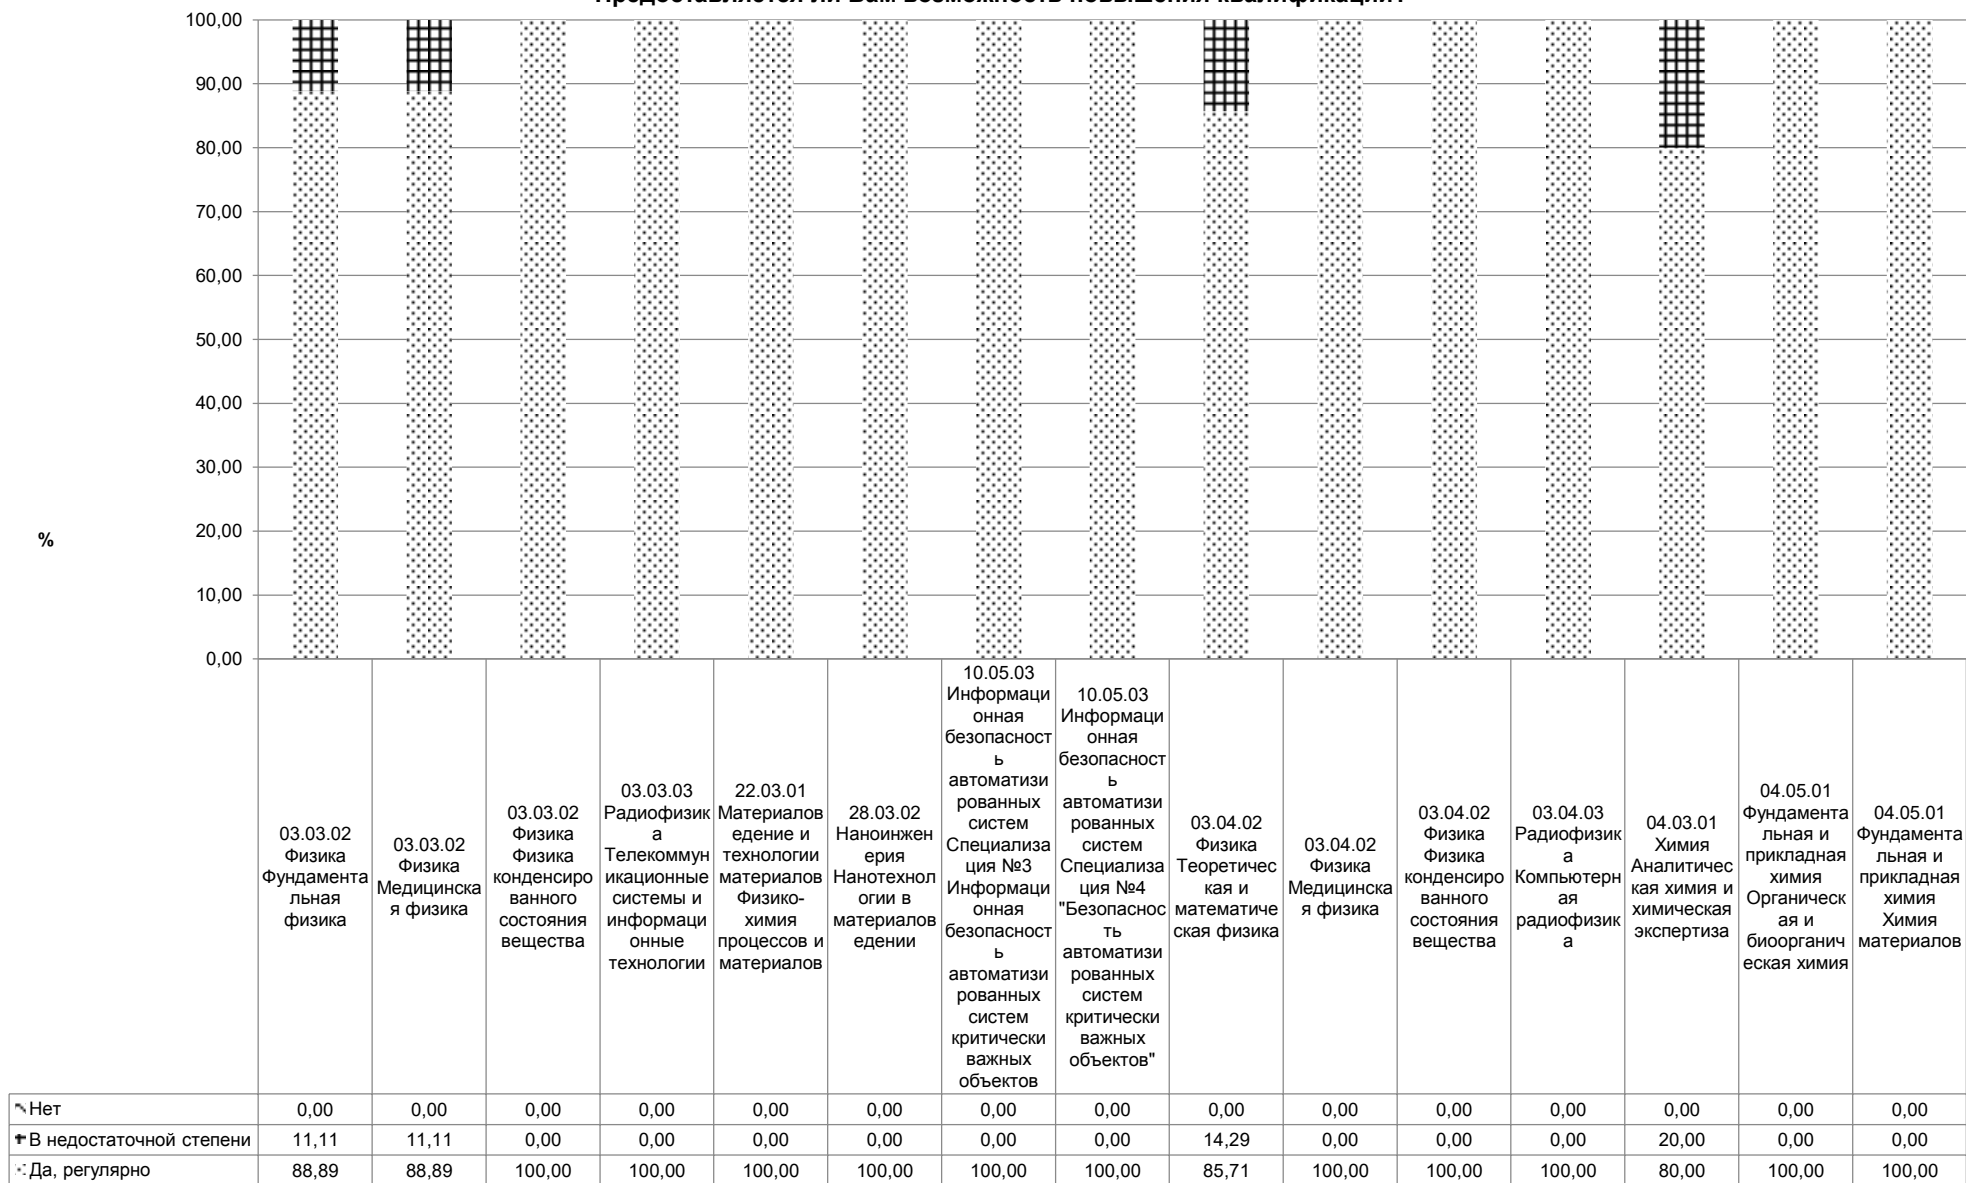 Предоставляется ли Вам возможность повышения квалификации?
100,00
90,00
80,00
70,00
60,00
50,00
40,00
30,00
20,00
10,00
0,00
%
03.03.02
Физика
Фундамента
льная
физика
03.03.02
Физика
Медицинска
я физика
03.03.02
Физика
Физика
конденсиро
ванного
состояния
вещества
03.03.03
Радиофизик
а
Телекоммун
икационные
системы и
информаци
онные
технологии
22.03.01
Материалов
едение и
технологии
материалов
Физико-
химия
процессов и
материалов
28.03.02
Наноинжен
ерия
Нанотехнол
огии в
материалов
едении
10.05.03
Информаци
онная
безопасност
ь
автоматизи
рованных
систем
Специализа
ция №3
Информаци
онная
безопасност
ь
автоматизи
рованных
систем
критически
важных
объектов
10.05.03
Информаци
онная
безопасност
ь
автоматизи
рованных
систем
Специализа
ция №4
"Безопаснос
ть
автоматизи
рованных
систем
критически
важных
объектов"
03.04.02
Физика
Теоретичес
кая и
математиче
ская физика
03.04.02
Физика
Медицинска
я физика
03.04.02
Физика
Физика
конденсиро
ванного
состояния
вещества
03.04.03
Радиофизик
а
Компьютерн
ая
радиофизик
а
04.03.01
Химия
Аналитичес
кая химия и
химическая
экспертиза
04.05.01
Фундамента
льная и
прикладная
химия
Органическ
ая и
биоорганич
еская химия
04.05.01
Фундамента
льная и
прикладная
химия
Химия
материалов
Нет 0,00 0,00 0,00 0,00 0,00 0,00 0,00 0,00 0,00 0,00 0,00 0,00 0,00 0,00 0,00
В недостаточной степени 11,11 11,11 0,00 0,00 0,00 0,00 0,00 0,00 14,29 0,00 0,00 0,00 20,00 0,00 0,00
Да, регулярно 88,89 88,89 100,00 100,00 100,00 100,00 100,00 100,00 85,71 100,00 100,00 100,00 80,00 100,00 100,00